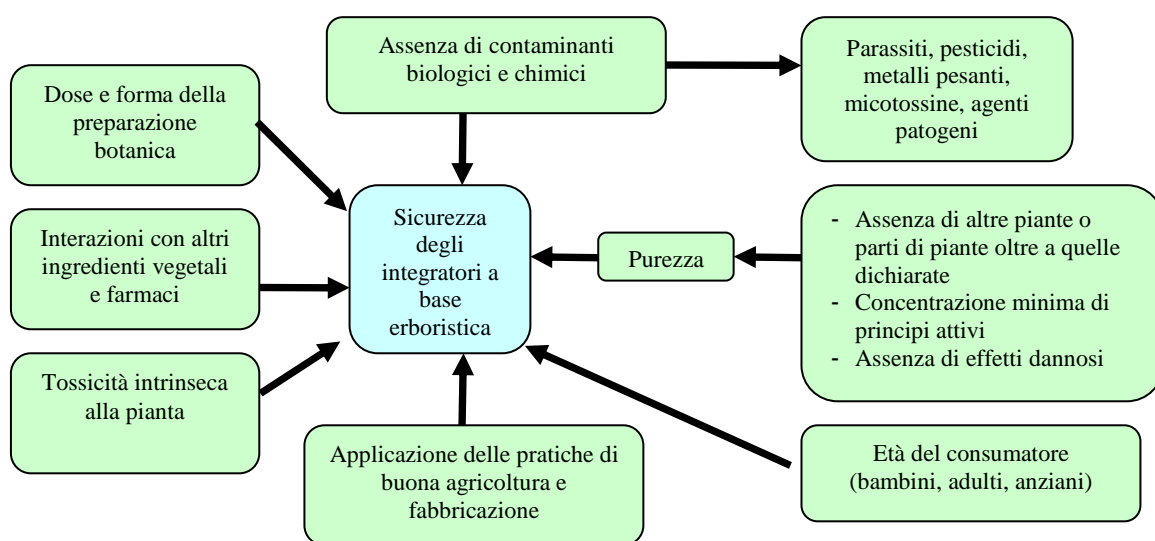 Assenza di contaminanti
biologici e chimici
Parassiti, pesticidi,
metalli pesanti,
micotossine, agenti
patogeni
Dose e forma della
preparazione
botanica
Sicurezza
degli
integratori a
base
erboristica
Interazioni con altri
ingredienti vegetali
e farmaci
Purezza
- Assenza di altre piante o
parti di piante oltre a quelle
dichiarate
- Concentrazione minima di
principi attivi
- Assenza di effetti dannosi
Tossicità intrinseca
alla pianta
Applicazione delle pratiche di
buona agricoltura e
fabbricazione
Età del consumatore
(bambini, adulti, anziani)